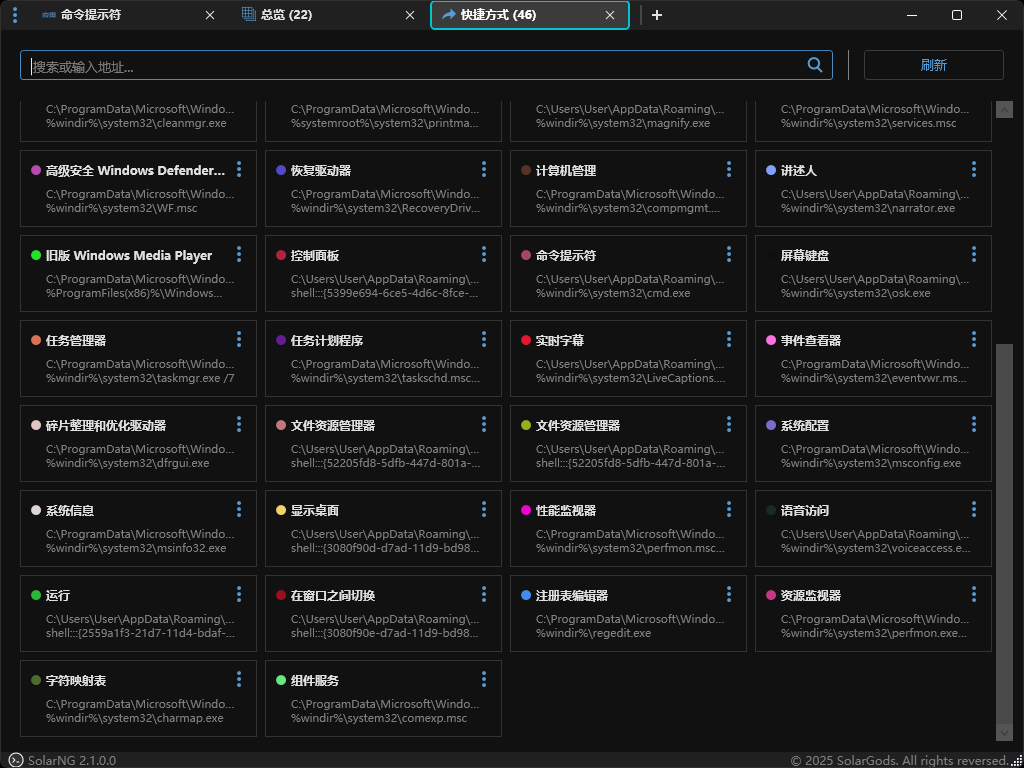 应用 命令提示符
总览 (22)
快捷方式 (46)
搜索或输入地址...
刷新
C:\ProgramData\Microsoft\Windo...
%windir%\system32\cleanmgr.exe
C:\ProgramData\Microsoft\Windo...
%systemroot%\system32\printma...
C:\Users\User\AppData\Roaming\...
%windir%\system32\magnify.exe
C:\ProgramData\Microsoft\Windo...
%windir%\system32\services.msc
高级安全 Windows Defender...
C:\ProgramData\Microsoft\Windo...
%windir%\system32\WF.msc
恢复驱动器
C:\ProgramData\Microsoft\Windo...
%windir%\system32\RecoveryDriv...
计算机管理
C:\ProgramData\Microsoft\Windo...
%windir%\system32\compmgmt....
讲述人
C:\Users\User\AppData\Roaming\...
%windir%\system32\narrator.exe
旧版 Windows Media Player
C:\ProgramData\Microsoft\Windo...
%ProgramFiles(x86)%\Windows...
控制面板
C:\Users\User\AppData\Roaming\...
shell:::{5399e694-6ce5-4d6c-8fce-...
命令提示符
C:\Users\User\AppData\Roaming\...
%windir%\system32\cmd.exe
屏幕键盘
C:\Users\User\AppData\Roaming\...
%windir%\system32\osk.exe
任务管理器
C:\ProgramData\Microsoft\Windo...
%windir%\system32\taskmgr.exe /7
任务计划程序
C:\ProgramData\Microsoft\Windo...
%windir%\system32\taskschd.msc...
实时字幕
C:\Users\User\AppData\Roaming\...
%windir%\system32\LiveCaptions....
事件查看器
C:\ProgramData\Microsoft\Windo...
%windir%\system32\eventvwr.ms...
碎片整理和优化驱动器
C:\ProgramData\Microsoft\Windo...
%windir%\system32\dfrgui.exe
文件资源管理器
C:\Users\User\AppData\Roaming\...
shell:::{52205fd8-5dfb-447d-801a-...
文件资源管理器
C:\Users\User\AppData\Roaming\...
shell:::{52205fd8-5dfb-447d-801a-...
系统配置
C:\ProgramData\Microsoft\Windo...
%windir%\system32\msconfig.exe
系统信息
C:\ProgramData\Microsoft\Windo...
%windir%\system32\msinfo32.exe
显示桌面
C:\Users\User\AppData\Roaming\...
shell:::{3080f90d-d7ad-11d9-bd98...
性能监视器
C:\ProgramData\Microsoft\Windo...
%windir%\system32\perfmon.msc...
语音访问
C:\Users\User\AppData\Roaming\...
%windir%\system32\voiceaccess.e...
运行
C:\Users\User\AppData\Roaming\...
shell:::{2559a1f3-21d7-11d4-bdaf-...
在窗口之间切换
C:\Users\User\AppData\Roaming\...
shell:::{3080f90e-d7ad-11d9-bd98...
注册表编辑器
C:\ProgramData\Microsoft\Windo...
%windir%\regedit.exe
资源监视器
C:\ProgramData\Microsoft\Windo...
%windir%\system32\perfmon.exe...
字符映射表
C:\ProgramData\Microsoft\Windo...
%windir%\system32\charmap.exe
组件服务
C:\ProgramData\Microsoft\Windo...
%windir%\system32\comexp.msc
SolarNG 2.1.0.0
© 2025 SolarGods. All rights reversed.